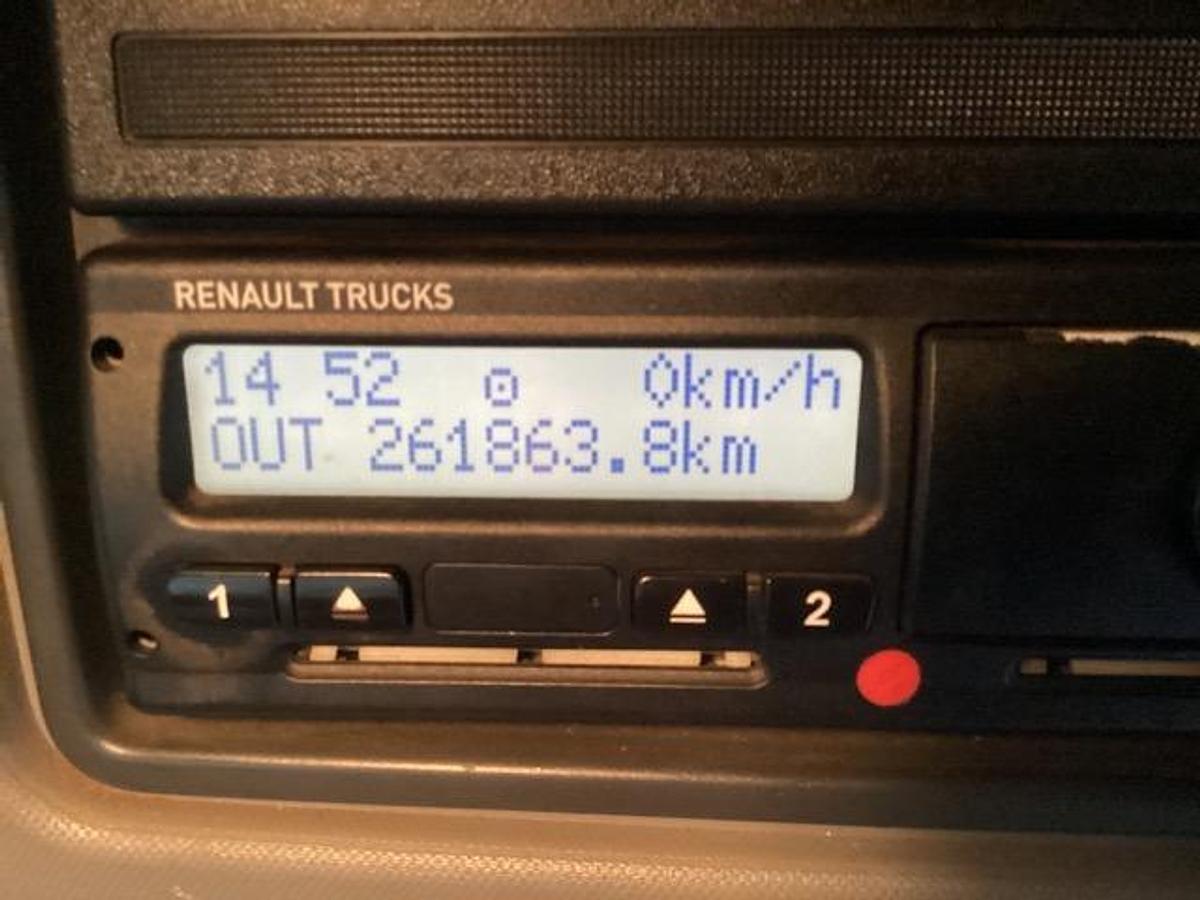 RENAULT TRUCKS
14 52 ⊙ 0km/h
OUT 261863.8km
1 2